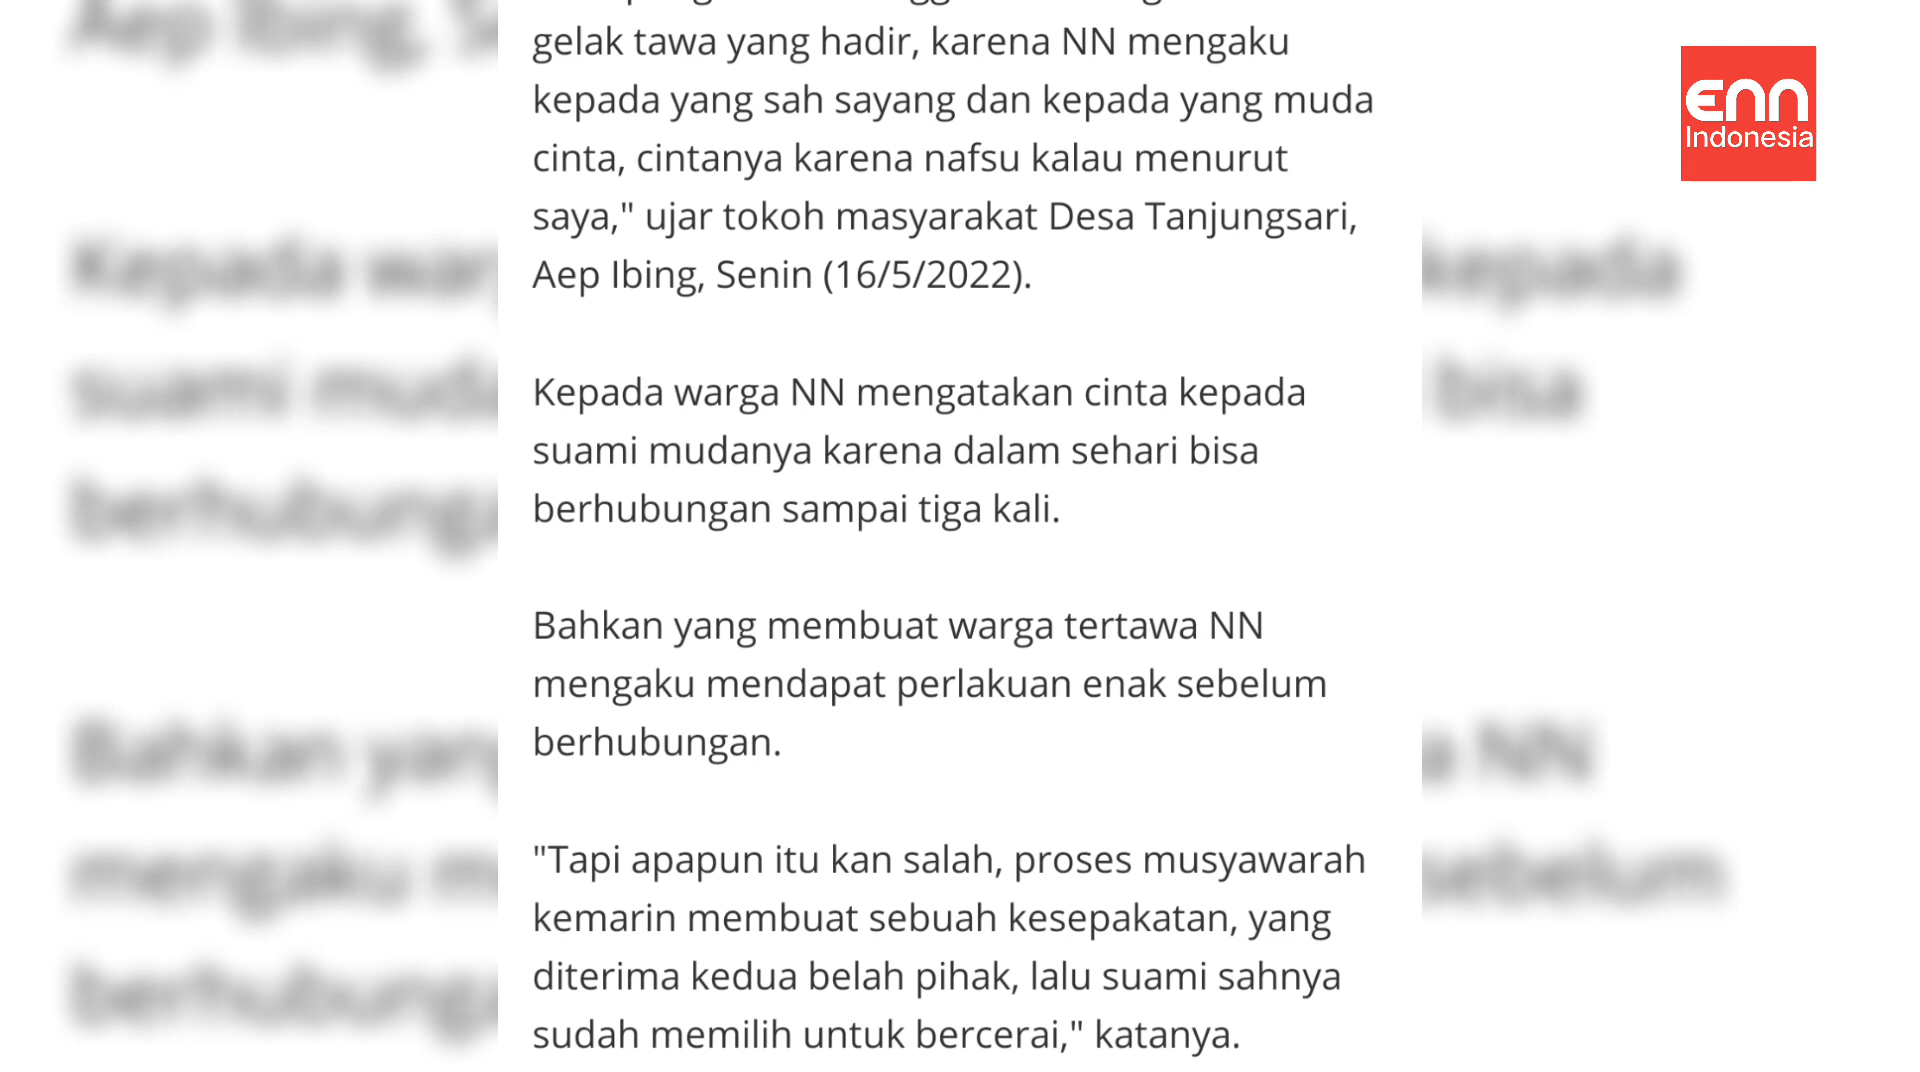 gelak tawa yang hadir, karena NN mengaku
kepada yang sah sayang dan kepada yang muda
cinta, cintanya karena nafsu kalau menurut
saya," ujar tokoh masyarakat Desa Tanjungsari,
Aep Ibing, Senin (16/5/2022).
Kepada warga NN mengatakan cinta kepada
suami mudanya karena dalam sehari bisa
berhubungan sampai tiga kali.
Bahkan yang membuat warga tertawa NN
mengaku mendapat perlakuan enak sebelum
berhubungan.
"Tapi apapun itu kan salah, proses musyawarah
kemarin membuat sebuah kesepakatan, yang
diterima kedua belah pihak, lalu suami sahnya
sudah memilih untuk bercerai," katanya.
enn
Indonesia